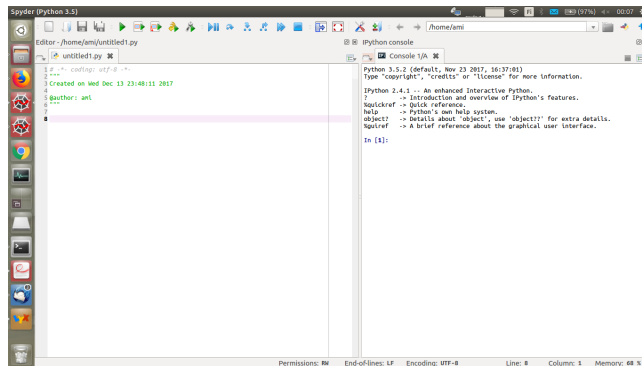 Spyder (Python 3.5)
(97%)
00:07
/home/ami
Editor - /home/ami/untitled1.py
untitled1.py
1 # -*- coding: utf-8 -*-
2 """
3 Created on Wed Dec 13 23:48:11 2017
4
5 @author: ami
6 """
7
8
IPython console
Console 1/A
Python 3.5.2 (default, Nov 23 2017, 16:37:01)
Type "copyright", "credits" or "license" for more information.
IPython 2.4.1 -- An enhanced Interactive Python.
? -> Introduction and overview of IPython's features.
%quickref -> Quick reference.
help -> Python's own help system.
object? -> Details about 'object', use 'object??' for extra details.
%guiref -> A brief reference about the graphical user interface.
In [1]:
Permissions: RW End-of-lines: LF Encoding: UTF-8 Line: 8 Column: 1 Memory: 68 %